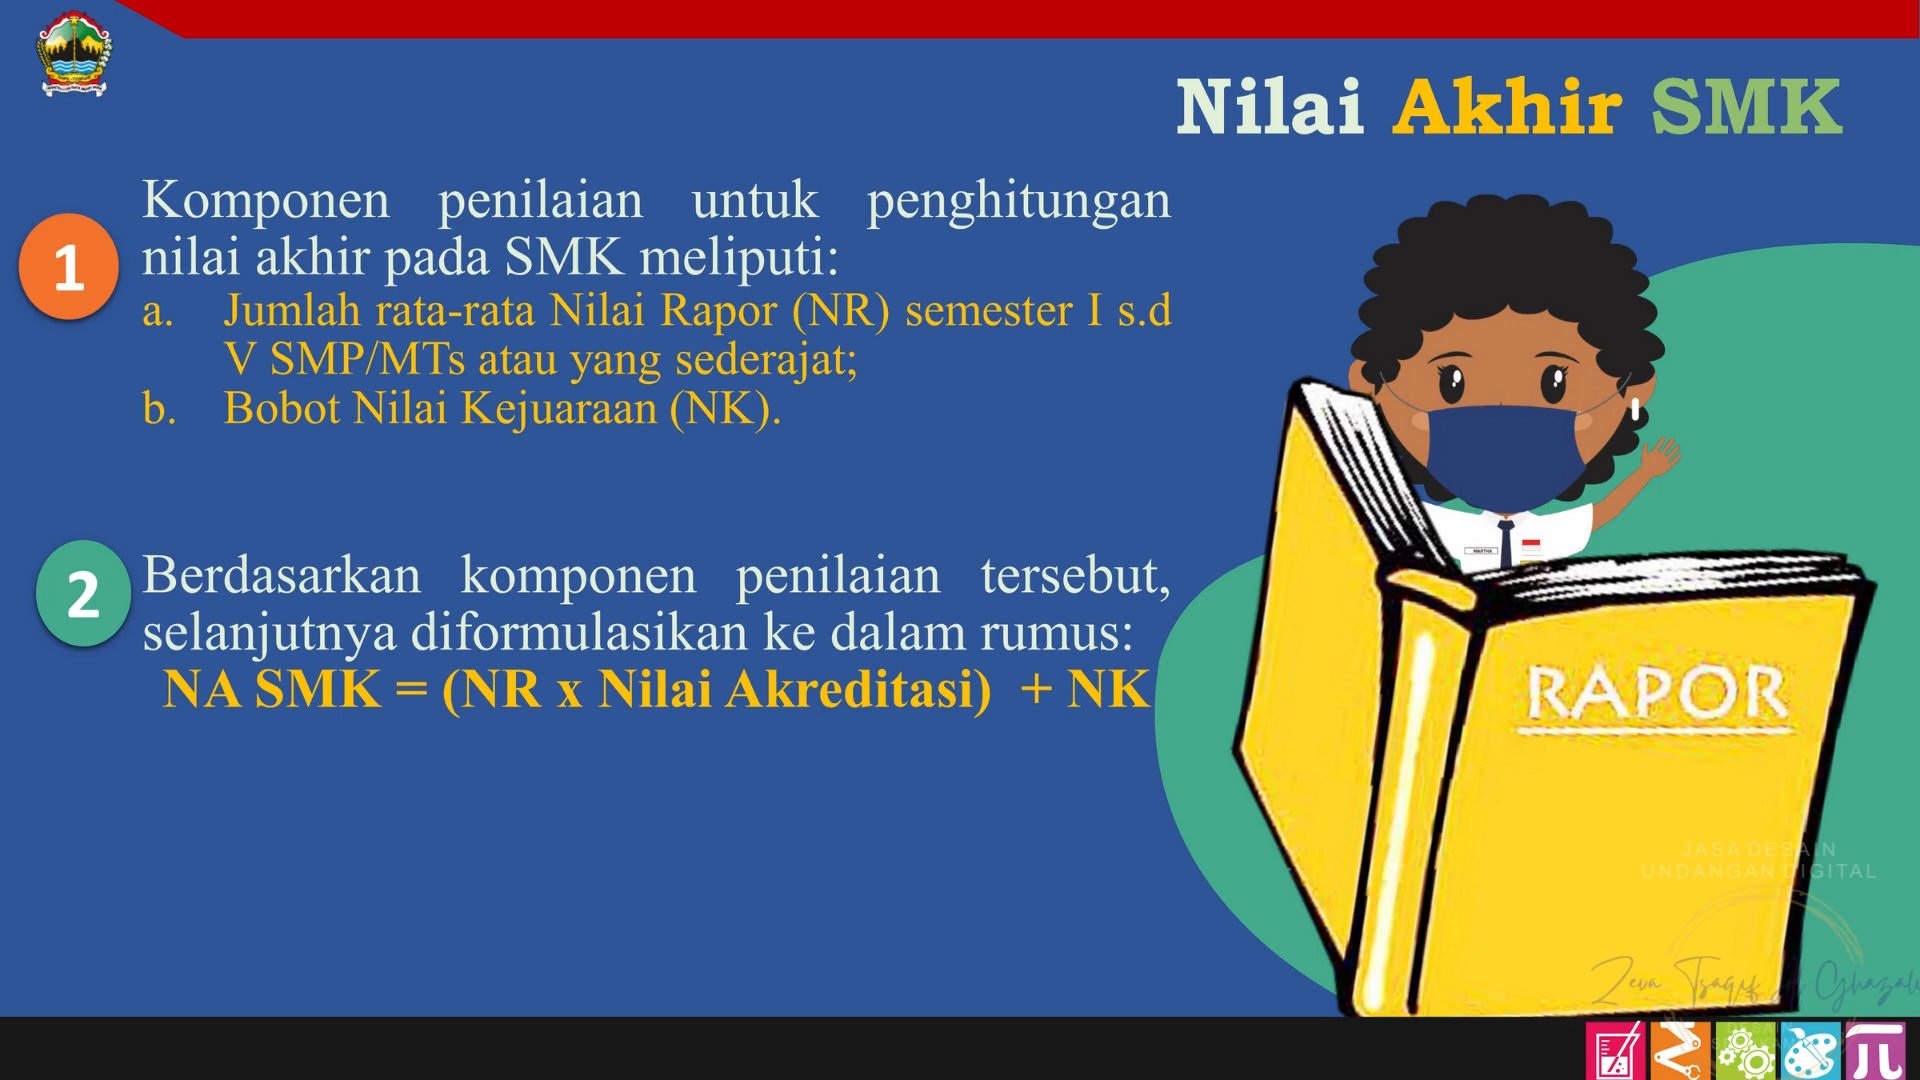 Nilai Akhir SMK
1
Komponen penilaian untuk penghitungan
nilai akhir pada SMK meliputi:
a. Jumlah rata-rata Nilai Rapor (NR) semester I s.d
V SMP/MTs atau yang sederajat;
b. Bobot Nilai Kejuaraan (NK).
2
Berdasarkan komponen penilaian tersebut,
selanjutnya diformulasikan ke dalam rumus:
NA SMK = (NR x Nilai Akreditasi) + NK
MARTHA
RAPOR
JASA DESAIN
UNDANGAN DIGITAL
π